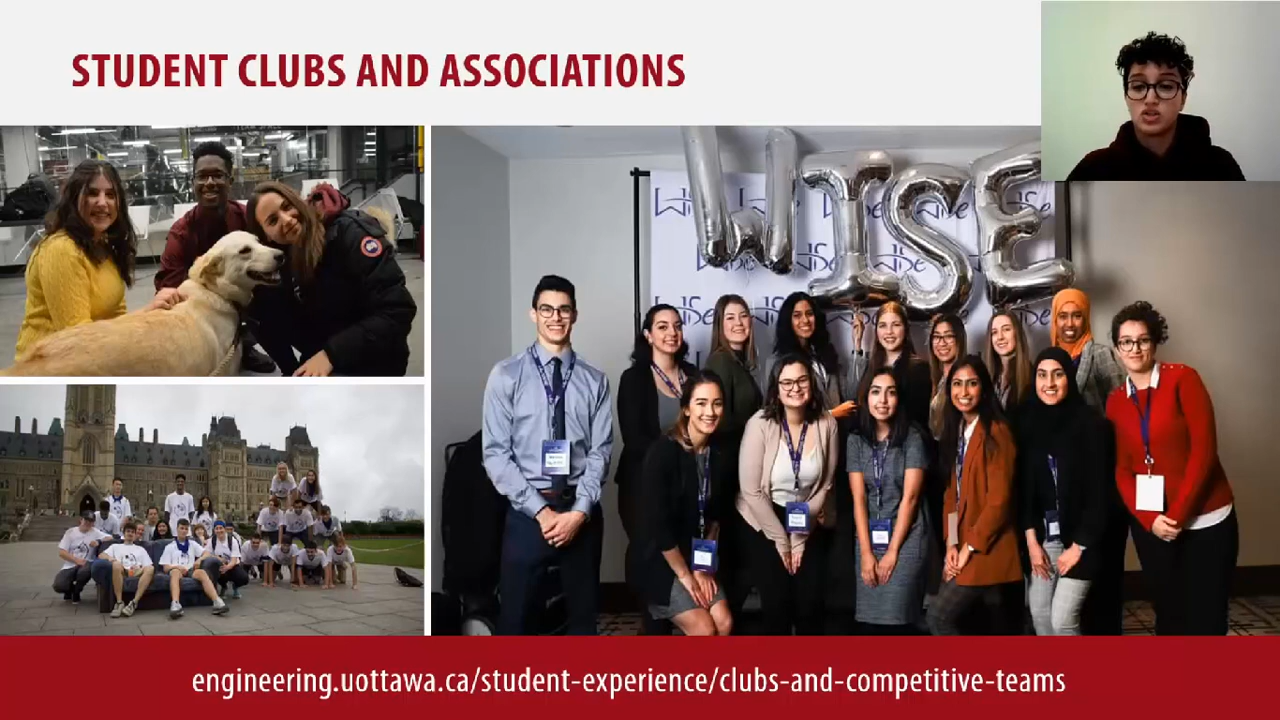 STUDENT CLUBS AND ASSOCIATIONS
WISE
engineering.uottawa.ca/student-experience/clubs-and-competitive-teams